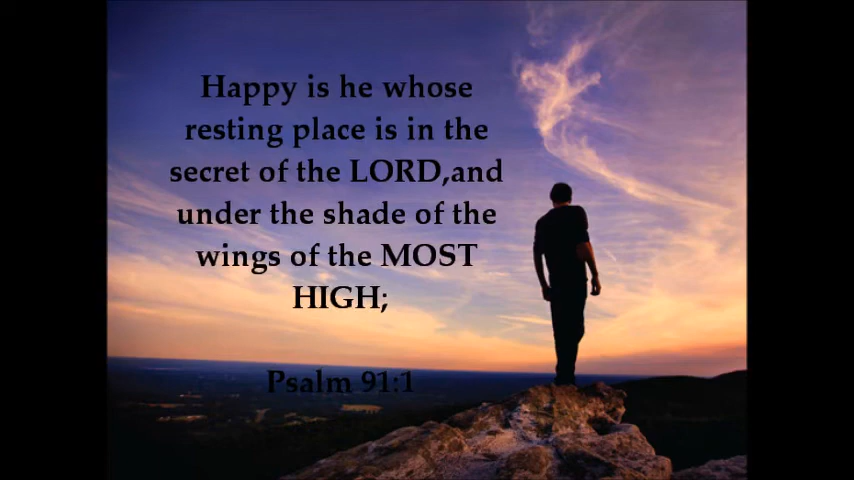 Happy is he whose
resting place is in the
secret of the LORD,and
under the shade of the
wings of the MOST
HIGH;
Psalm 91:1